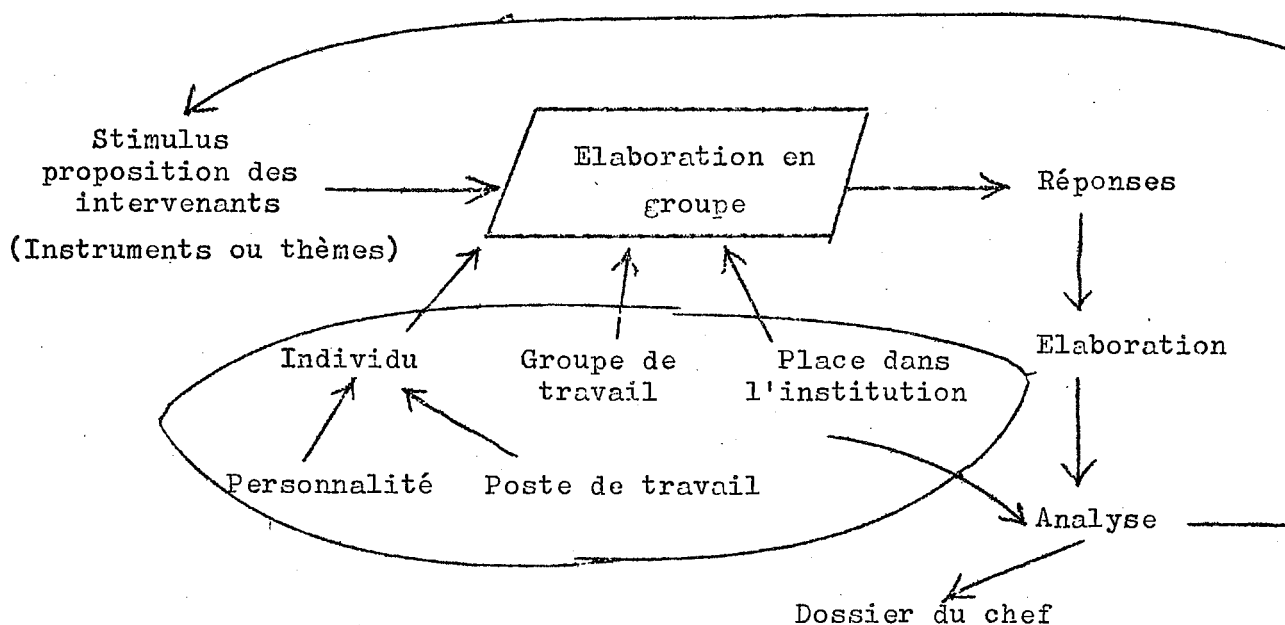 Stimulus
proposition des
intervenants
(Instruments ou thèmes)
Elaboration en
groupe
Réponses
Individu
Groupe de
travail
Place dans
l'institution
Elaboration
Personnalité
Poste de travail
Analyse
Dossier du chef